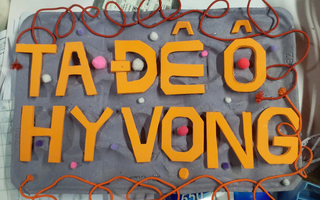 TA ĐÊ Ô
HY VONG